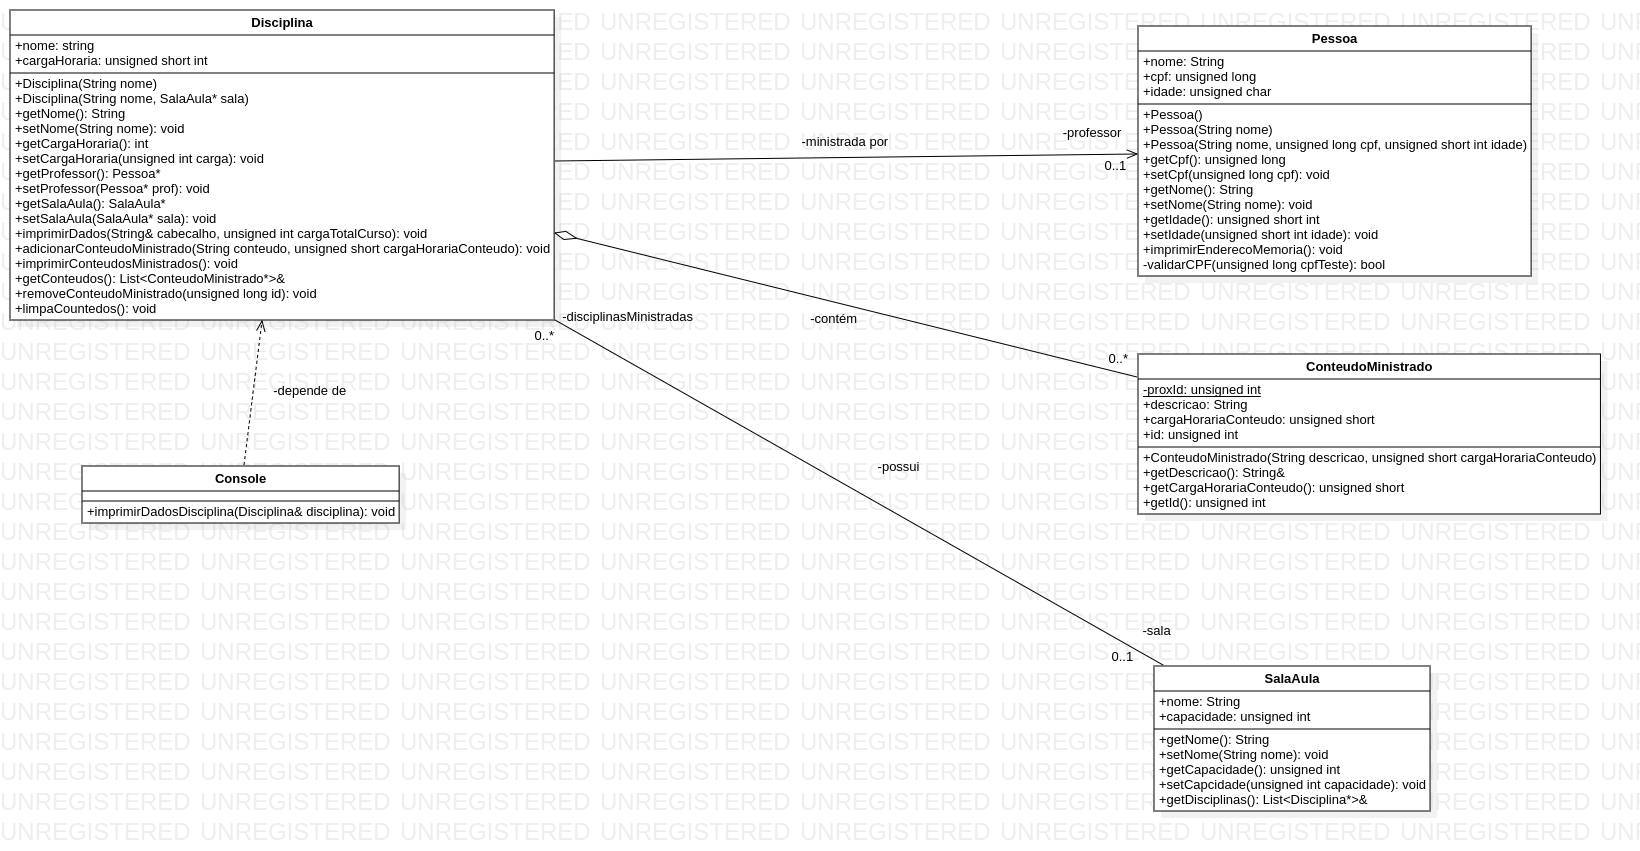 Disciplina
+nome: string
+cargaHoraria: unsigned short int
+Disciplina(String nome)
+Disciplina(String nome, SalaAula* sala)
+getNome(): String
+setNome(String nome): void
+getCargaHoraria(): int
+setCargaHoraria(unsigned int carga): void
+getProfessor(): Pessoa*
+setProfessor(Pessoa* prof): void
+getSalaAula(): SalaAula*
+setSalaAula(SalaAula* sala): void
+imprimirDados(String& cabecalho, unsigned int cargaTotalCurso): void
+adicionarConteudoMinistrado(String conteudo, unsigned short cargaHorariaConteudo): void
+imprimirConteudosMinistrados(): void
+getConteudos(): List<ConteudoMinistrado*>&
+removeConteudoMinistrado(unsigned long id): void
+limpaCountedos(): void
-ministrada por
-professor
0..1
Pessoa
+nome: String
+cpf: unsigned long
+idade: unsigned char
+Pessoa()
+Pessoa(String nome)
+Pessoa(String nome, unsigned long cpf, unsigned short int idade)
+getCpf(): unsigned long
+setCpf(unsigned long cpf): void
+getNome(): String
+setNome(String nome): void
+getIdade(): unsigned short int
+setIdade(unsigned short int idade): void
+imprimirEnderecoMemoria(): void
-validarCPF(unsigned long cpfTeste): bool
-disciplinasMinistradas
0..*
-contém
0..*
-depende de
ConteudoMinistrado
-proxId: unsigned int
+descricao: String
+cargaHorariaConteudo: unsigned short
+id: unsigned int
+ConteudoMinistrado(String descricao, unsigned short cargaHorariaConteudo)
+getDescricao(): String&
+getCargaHorariaConteudo(): unsigned short
+getId(): unsigned int
-possui
Console
+imprimirDadosDisciplina(Disciplina& disciplina): void
-sala
0..1
SalaAula
+nome: String
+capacidade: unsigned int
+getNome(): String
+setNome(String nome): void
+getCapacidade(): unsigned int
+setCapcidade(unsigned int capacidade): void
+getDisciplinas(): List<Disciplina*>&
UNREGISTERED